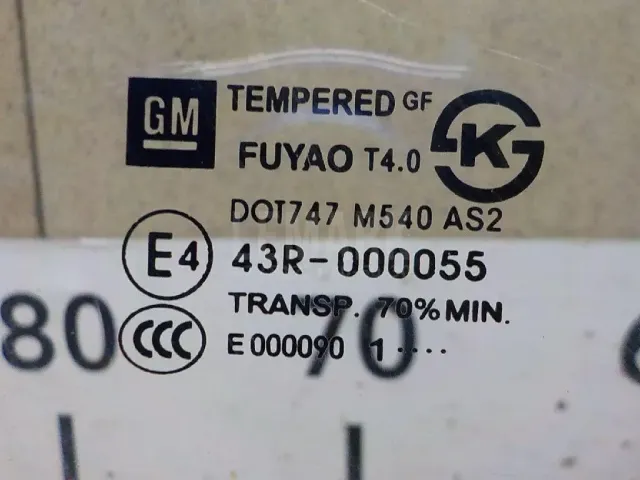 GM
TEMPERED GF
FUYAO T4.0
K
DOT747 M540 AS2
E4
43R-000055
TRANSP. 70%MIN.
CCC
E 000090 1 ····
80
70